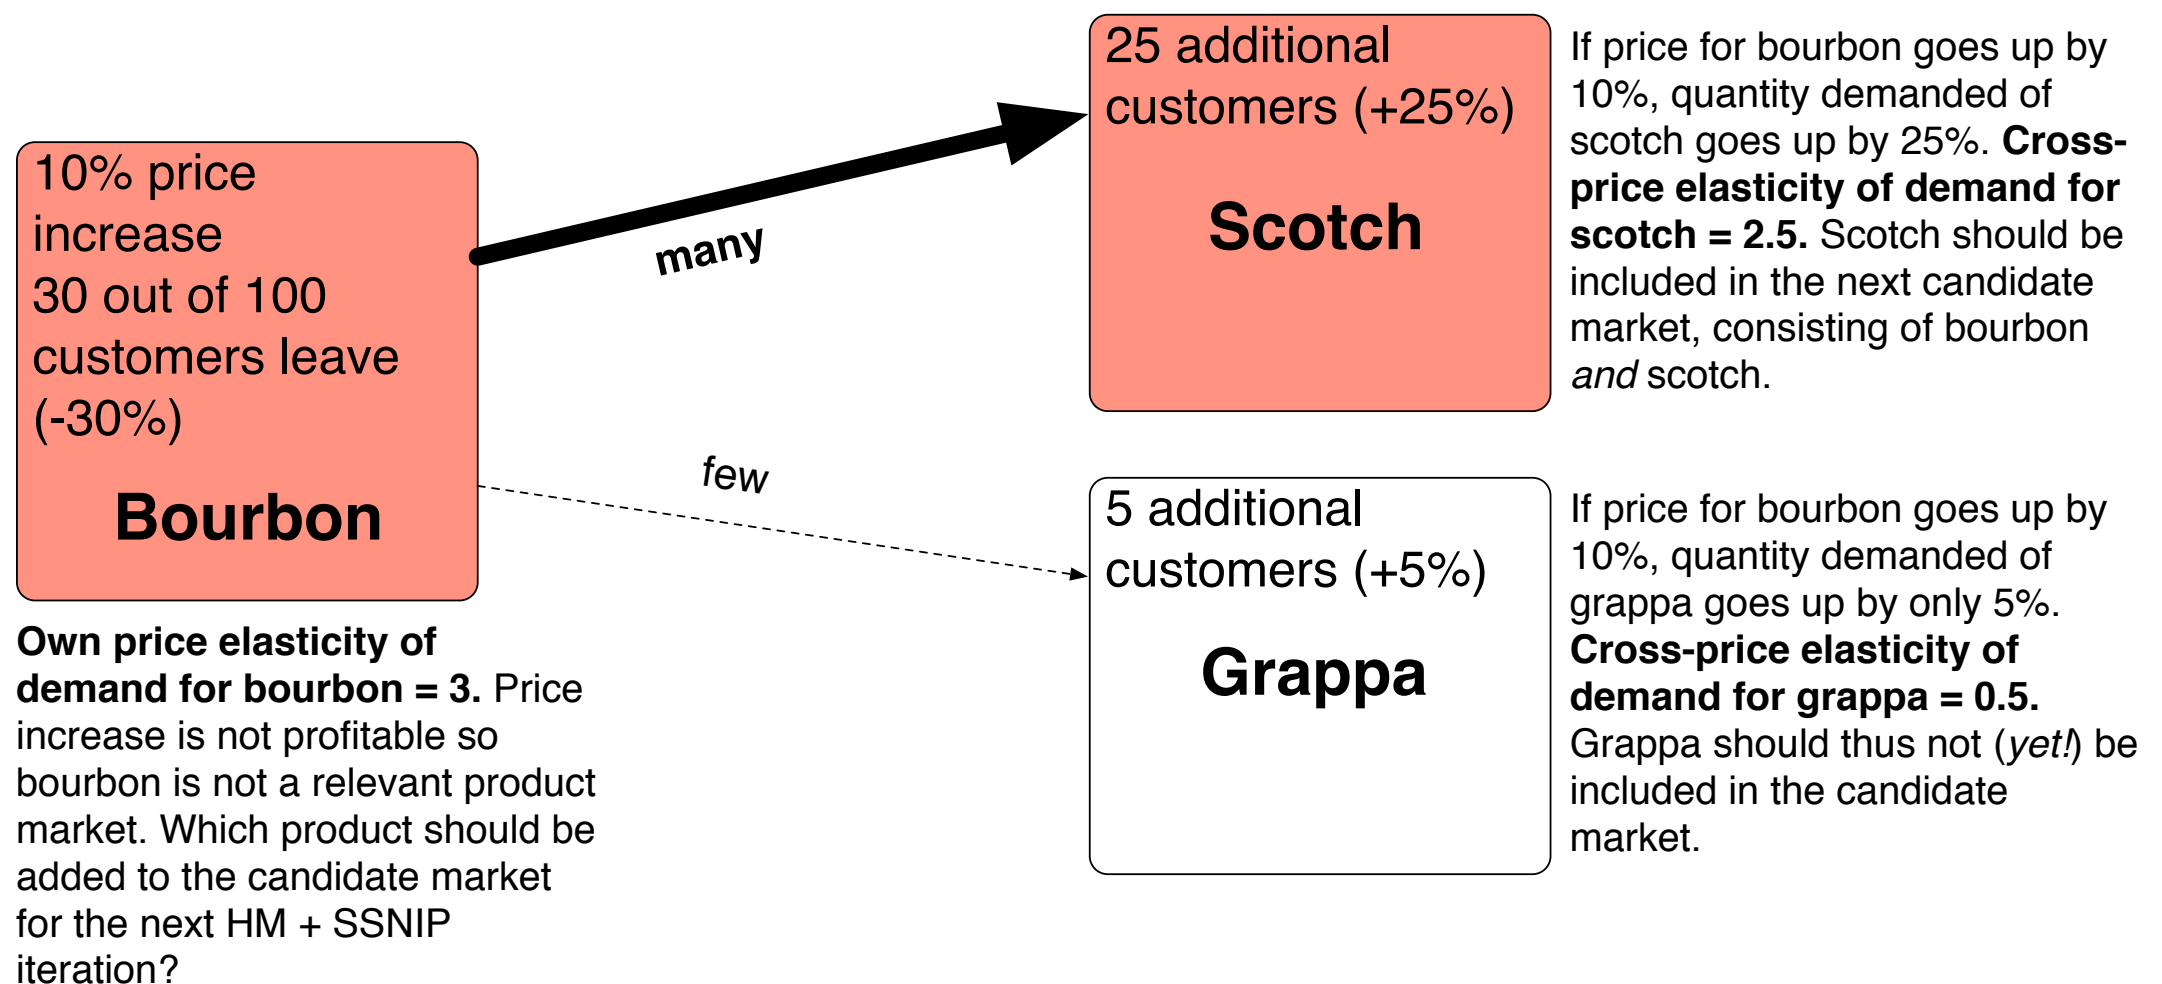 10% price
increase
30 out of 100
customers leave
(-30%)
Bourbon
Own price elasticity of
demand for bourbon = 3. Price
increase is not profitable so
bourbon is not a relevant product
market. Which product should be
added to the candidate market
for the next HM + SSNIP
iteration?
many
few
25 additional
customers (+25%)
Scotch
If price for bourbon goes up by
10%, quantity demanded of
scotch goes up by 25%. Cross-
price elasticity of demand for
scotch = 2.5. Scotch should be
included in the next candidate
market, consisting of bourbon
and scotch.
5 additional
customers (+5%)
Grappa
If price for bourbon goes up by
10%, quantity demanded of
grappa goes up by only 5%.
Cross-price elasticity of
demand for grappa = 0.5.
Grappa should thus not (yet!) be
included in the candidate
market.